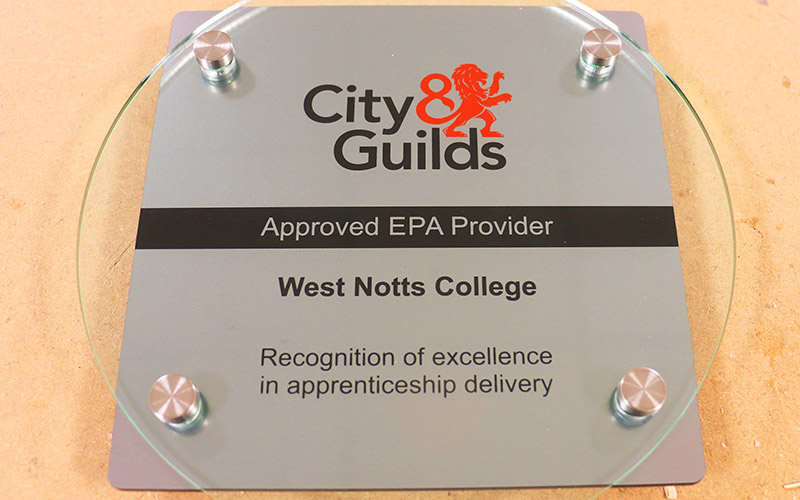 City &
Guilds
Approved EPA Provider
West Notts College
Recognition of excellence
in apprenticeship delivery